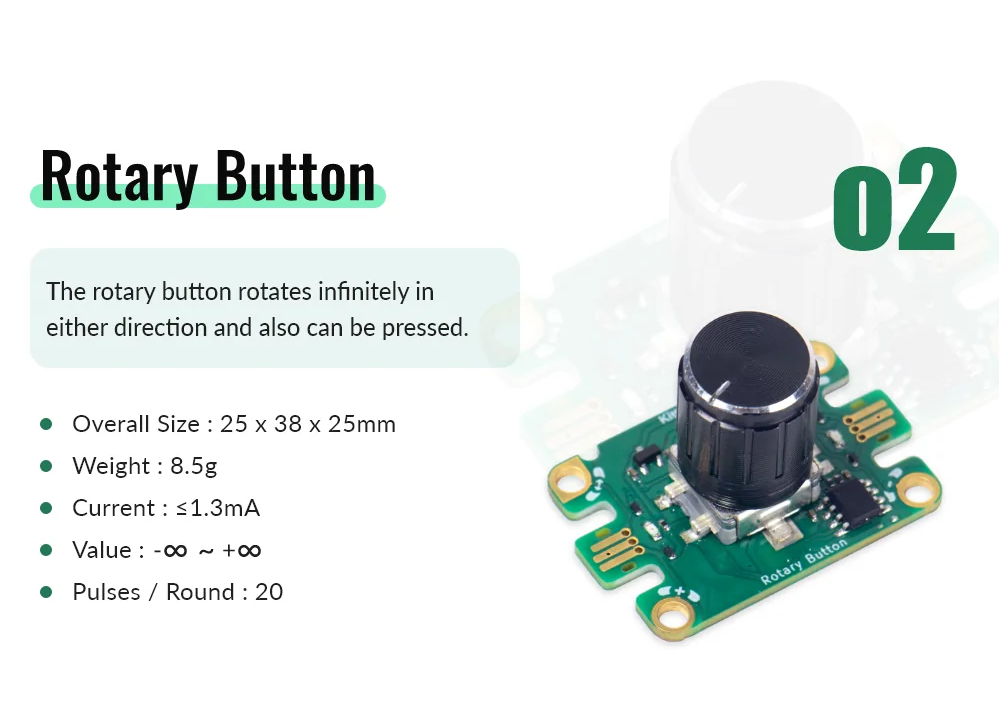 Rotary Button
o2
The rotary button rotates infinitely in
either direction and also can be pressed.
Overall Size : 25 x 38 x 25mm
Weight : 8.5g
Current : ≤1.3mA
Value : -∞ ~ +∞
Pulses / Round : 20
Rotary Button